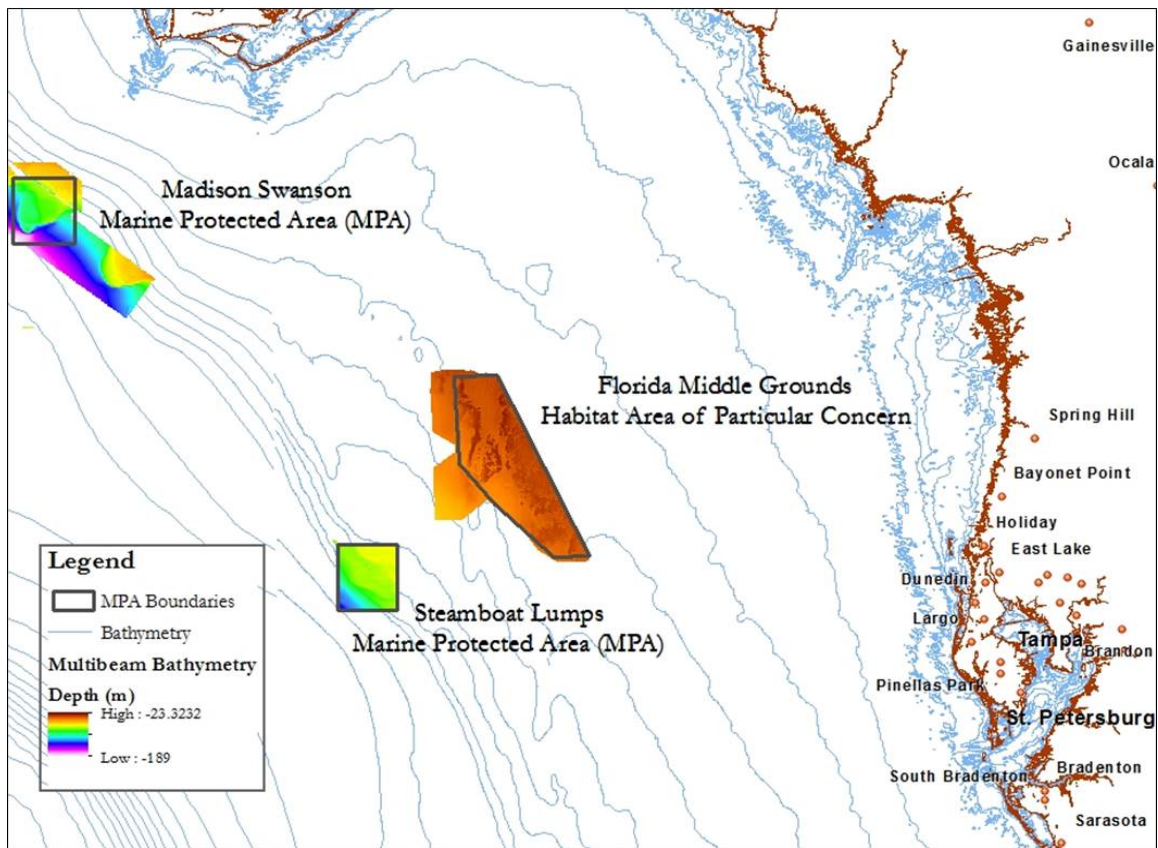 Gainesville
Ocala
Madison Swanson
Marine Protected Area (MPA)
Florida Middle Grounds
Habitat Area of Particular Concern
Spring Hill
Bayonet Point
Holiday
East Lake
Dunedin
Largo
Tampa
Brandon
Pinellas Park
St. Petersburg
South Bradenton
Bradenton
Sarasota
Steamboat Lumps
Marine Protected Area (MPA)
Legend
MPA Boundaries
Bathymetry
Multibeam Bathymetry
Depth (m)
High : -23.3232
Low : -189